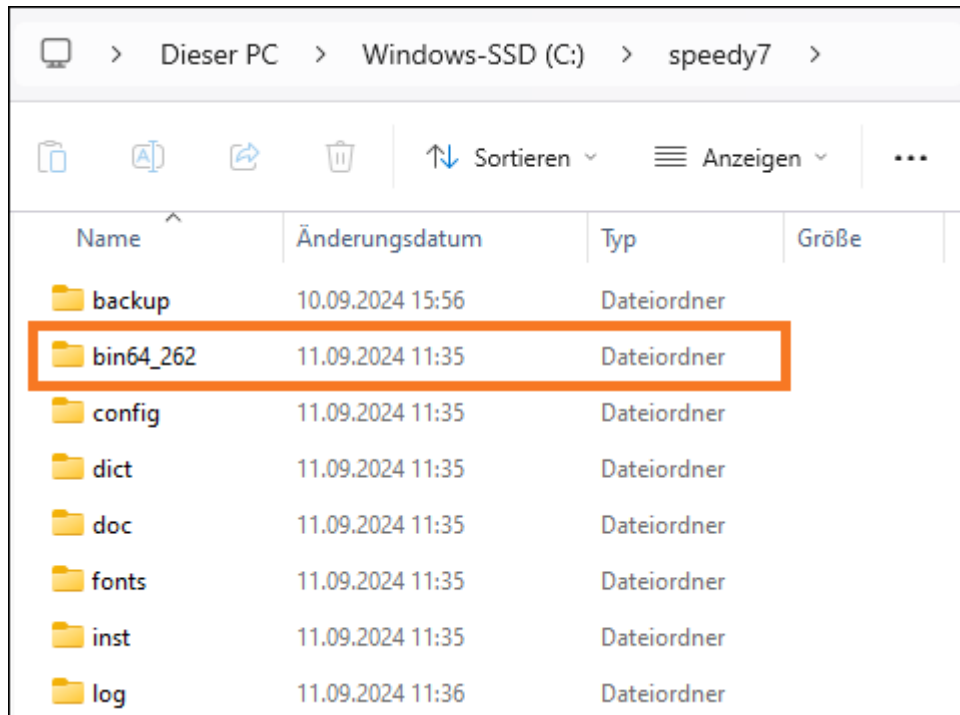 Dieser PC > Windows-SSD (C:) > speedy7 >
Sortieren Anzeigen ...
Name Änderungsdatum Typ Größe
backup 10.09.2024 15:56 Dateiordner
bin64_262 11.09.2024 11:35 Dateiordner
config 11.09.2024 11:35 Dateiordner
dict 11.09.2024 11:35 Dateiordner
doc 11.09.2024 11:35 Dateiordner
fonts 11.09.2024 11:35 Dateiordner
inst 11.09.2024 11:35 Dateiordner
log 11.09.2024 11:36 Dateiordner